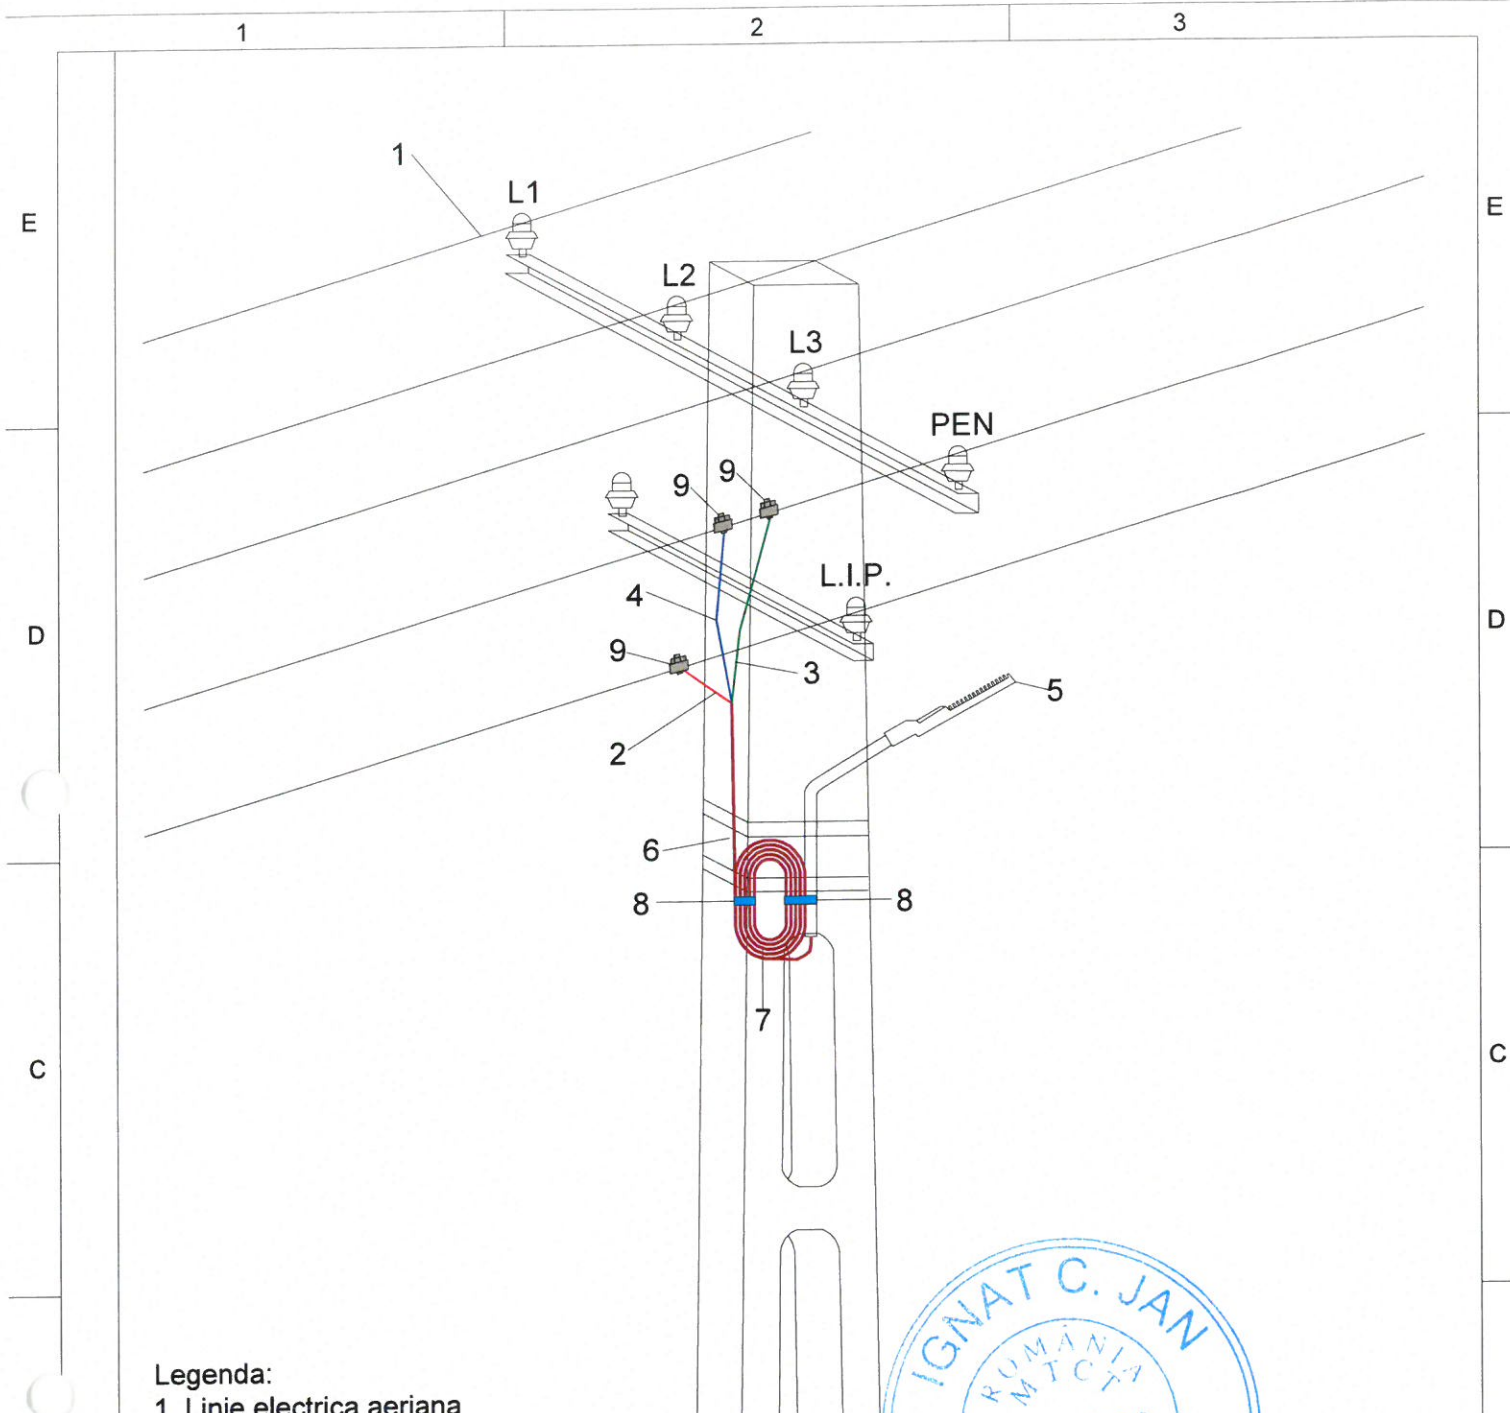 1 2 3
E E
1
L1
L2
L3
PEN
9 9
4
L.I.P.
D D
9
3
5
2
6
8 8
7
C C
IGNAT C. JAN
ROMÂNIA
MTCT
Legenda:
1. Linie electrica aeriana